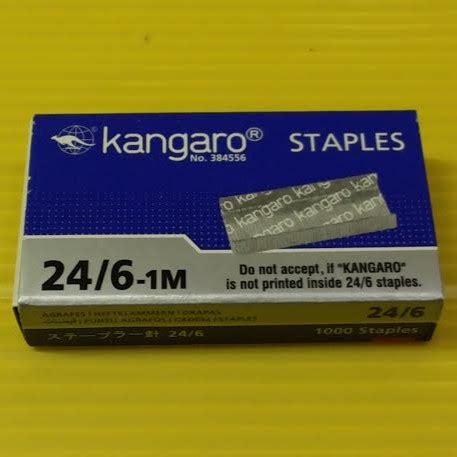 kangaro® STAPLES
No. 384556
kangaro kangaro
kangaro kangaro
24/6-1M
Do not accept, if "KANGARO"
is not printed inside 24/6 staples.
AGRAFES | HEFTKLAMMERN | GRAPAS
24/6
ステープラー針 24/6
1000 Staples